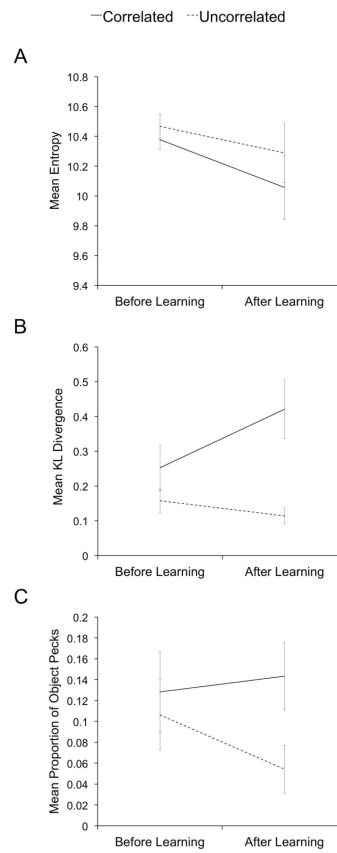 Correlated Uncorrelated
A
10.8
10.6
10.4
10.2
10
9.8
9.6
9.4
Mean Entropy
Before Learning After Learning
B
0.6
0.5
0.4
0.3
0.2
0.1
0
Mean KL Divergence
Before Learning After Learning
C
0.2
0.18
0.16
0.14
0.12
0.1
0.08
0.06
0.04
0.02
0
Mean Proportion of Object Pecks
Before Learning After Learning